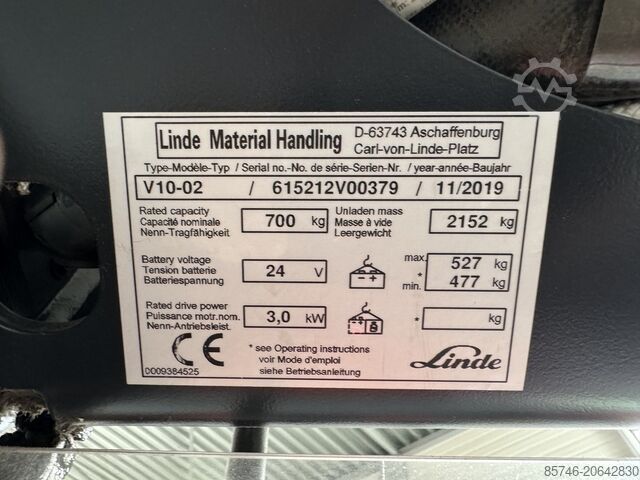 Linde Material Handling D-63743 Aschaffenburg
Carl-von-Linde-Platz
Type-Modèle-Typ / Serial no.-No. de série-Serien-Nr. / year-année-Baujahr
V10-02 / 615212V00379 / 11/2019
Rated capacity
Capacité nominale
Nenn-Tragfähigkeit
700 kg
Unladen mass
Masse à vide
Leergewicht
2152 kg
Battery voltage
Tension batterie
Batteriespannung
24 V
max. 527 kg
*
min. 477 kg
Rated drive power
Puissance motr.nom.
Nenn-Antriebsleist.
3,0 kW
* kg
CE
0009384525
* see Operating instructions
voir Mode d'emploi
siehe Betriebsanleitung
Linde
85746-20642830